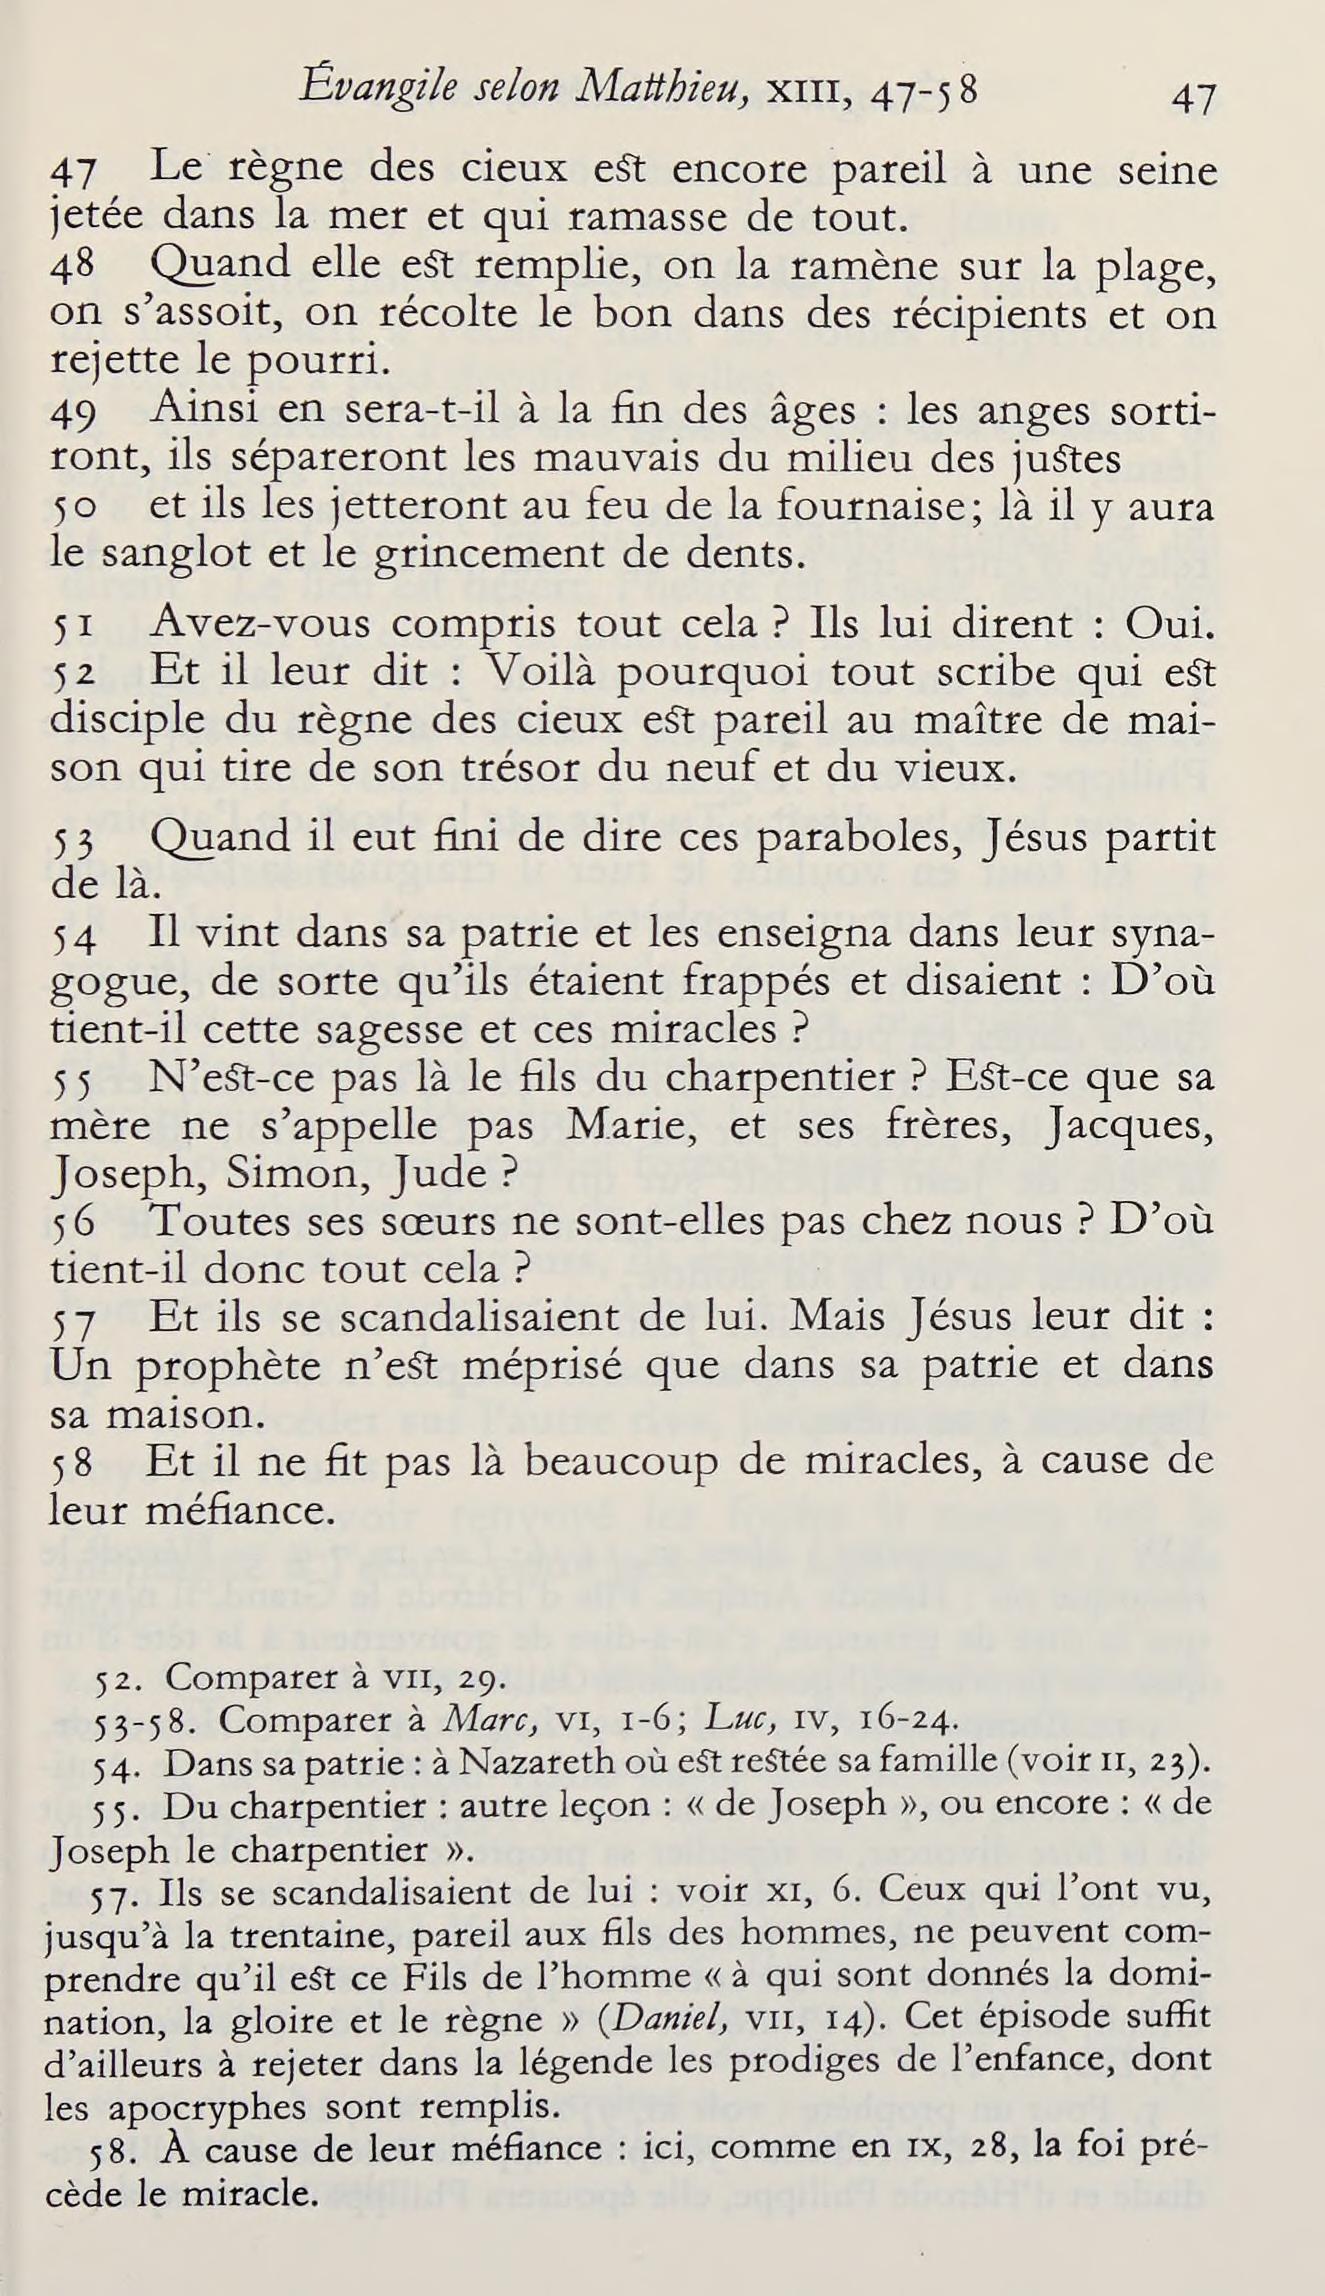 Évangile selon Matthieu, XIII, 47-58 47
47 Le règne des cieux est encore pareil à une seine
jetée dans la mer et qui ramasse de tout.
48 Quand elle est remplie, on la ramène sur la plage,
on s'assoit, on récolte le bon dans des récipients et on
rejette le pourri.
49 Ainsi en sera-t-il à la fin des âges : les anges sorti-
ront, ils sépareront les mauvais du milieu des justes
50 et ils les jetteront au feu de la fournaise; là il y aura
le sanglot et le grincement de dents.
51 Avez-vous compris tout cela ? Ils lui dirent : Oui.
52 Et il leur dit : Voilà pourquoi tout scribe qui est
disciple du règne des cieux est pareil au maître de mai-
son qui tire de son trésor du neuf et du vieux.
53 Quand il eut fini de dire ces paraboles, Jésus partit
de là.
54 Il vint dans sa patrie et les enseigna dans leur syna-
gogue, de sorte qu'ils étaient frappés et disaient : D'où
tient-il cette sagesse et ces miracles ?
55 N'est-ce pas là le fils du charpentier ? Est-ce que sa
mère ne s'appelle pas Marie, et ses frères, Jacques,
Joseph, Simon, Jude ?
56 Toutes ses sœurs ne sont-elles pas chez nous ? D'où
tient-il donc tout cela ?
57 Et ils se scandalisaient de lui. Mais Jésus leur dit :
Un prophète n'est méprisé que dans sa patrie et dans
sa maison.
58 Et il ne fit pas là beaucoup de miracles, à cause de
leur méfiance.
52. Comparer à VII, 29.
53-58. Comparer à Marc, VI, 1-6; Luc, IV, 16-24.
54. Dans sa patrie : à Nazareth où est restée sa famille (voir II, 23).
55. Du charpentier : autre leçon : « de Joseph », ou encore : « de
Joseph le charpentier ».
57. Ils se scandalisaient de lui : voir XI, 6. Ceux qui l'ont vu,
jusqu'à la trentaine, pareil aux fils des hommes, ne peuvent com-
prendre qu'il est ce Fils de l'homme « à qui sont donnés la domi-
nation, la gloire et le règne » (Daniel, VII, 14). Cet épisode suffit
d'ailleurs à rejeter dans la légende les prodiges de l'enfance, dont
les apocryphes sont remplis.
58. À cause de leur méfiance : ici, comme en IX, 28, la foi pré-
cède le miracle.